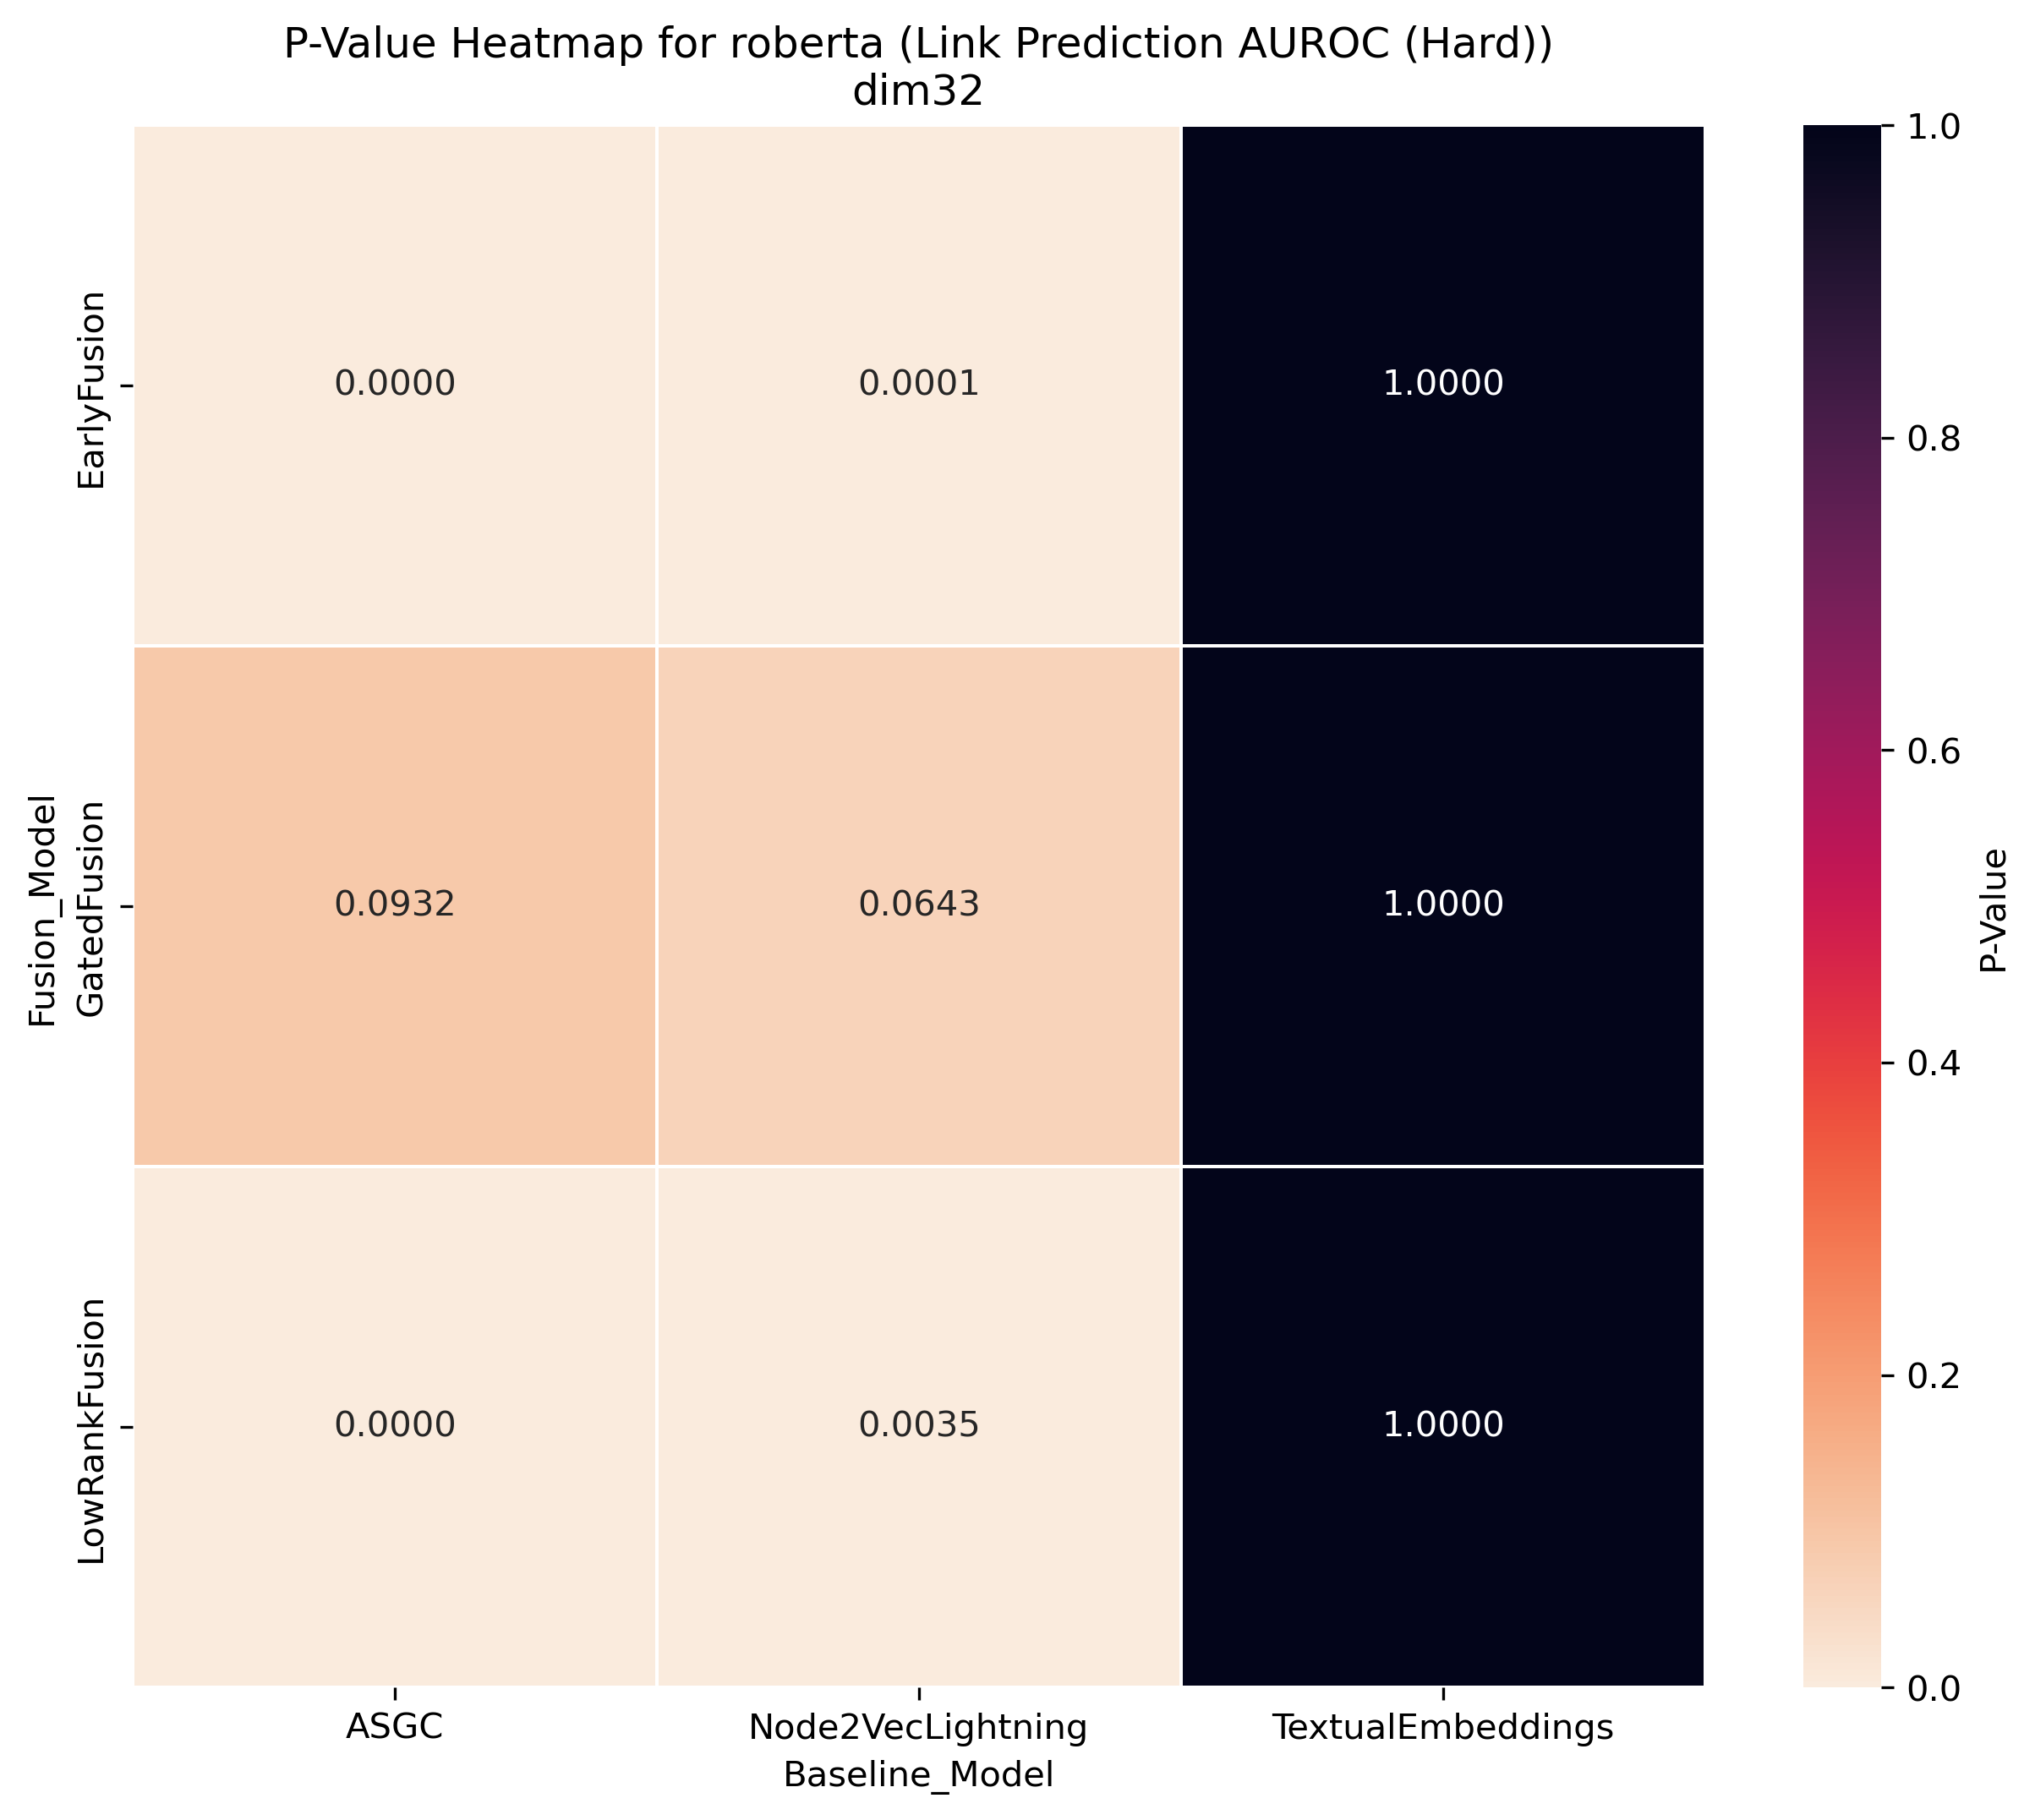 P-Value Heatmap for roberta (Link Prediction AUROC (Hard))
dim32
Fusion_Model
EarlyFusion
0.0000 0.0001 1.0000
GatedFusion
0.0932 0.0643 1.0000
LowRankFusion
0.0000 0.0035 1.0000
ASGC Node2VecLightning TextualEmbeddings
Baseline_Model
1.0
0.8
0.6
0.4
0.2
0.0
P-Value